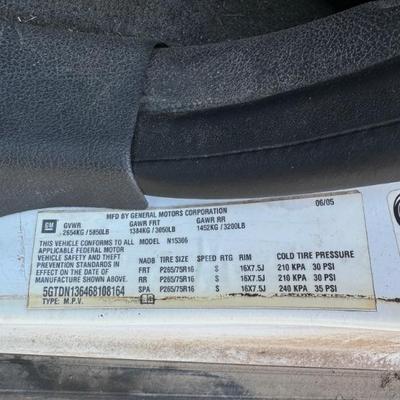 MFD BY GENERAL MOTORS CORPORATION 06/05
GM GVWR GAWR FRT GAWR RR
2654KG / 5850LB 1384KG / 3050LB 1452KG / 3200LB
THIS VEHICLE CONFORMS TO ALL MODEL N15306
APPLICABLE FEDERAL MOTOR
VEHICLE SAFETY AND THEFT NADB TIRE SIZE SPEED RTG RIM COLD TIRE PRESSURE
PREVENTION STANDARDS IN FRT P265/75R16 S 16X7.5J 210 KPA 30 PSI
EFFECT ON THE DATE OF RR P265/75R16 S 16X7.5J 210 KPA 30 PSI
MANUFACTURE SHOWN ABOVE. SPA P265/75R16 S 16X7.5J 240 KPA 35 PSI
5GTDN136468108164
TYPE: M.P.V.